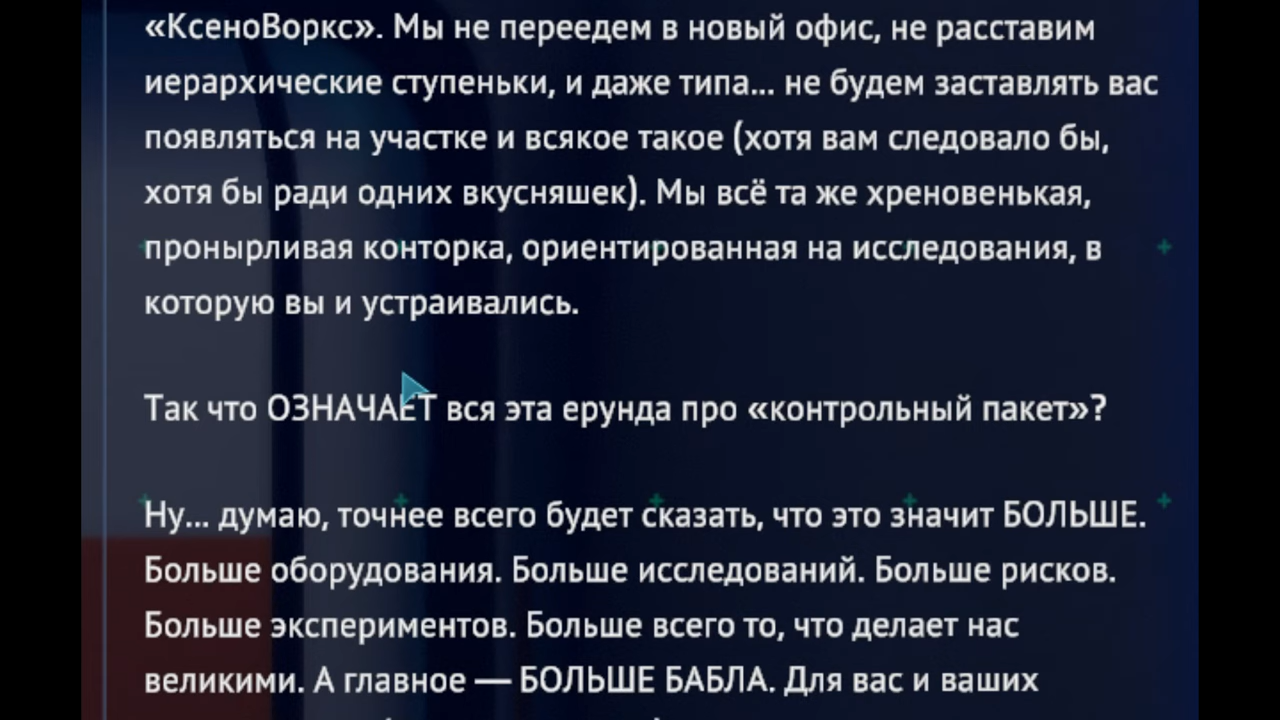 «КсеноВоркс». Мы не переедем в новый офис, не расставим
иерархические ступеньки, и даже типа... не будем заставлять вас
появляться на участке и всякое такое (хотя вам следовало бы,
хотя бы ради одних вкусняшек). Мы всё та же хреновенькая,
пронырливая конторка, ориентированная на исследования, в
которую вы и устраивались.
Так что ОЗНАЧАЕТ вся эта ерунда про «контрольный пакет»?
Ну... думаю, точнее всего будет сказать, что это значит БОЛЬШЕ.
Больше оборудования. Больше исследований. Больше рисков.
Больше экспериментов. Больше всего то, что делает нас
великими. А главное — БОЛЬШЕ БАБЛА. Для вас и ваших